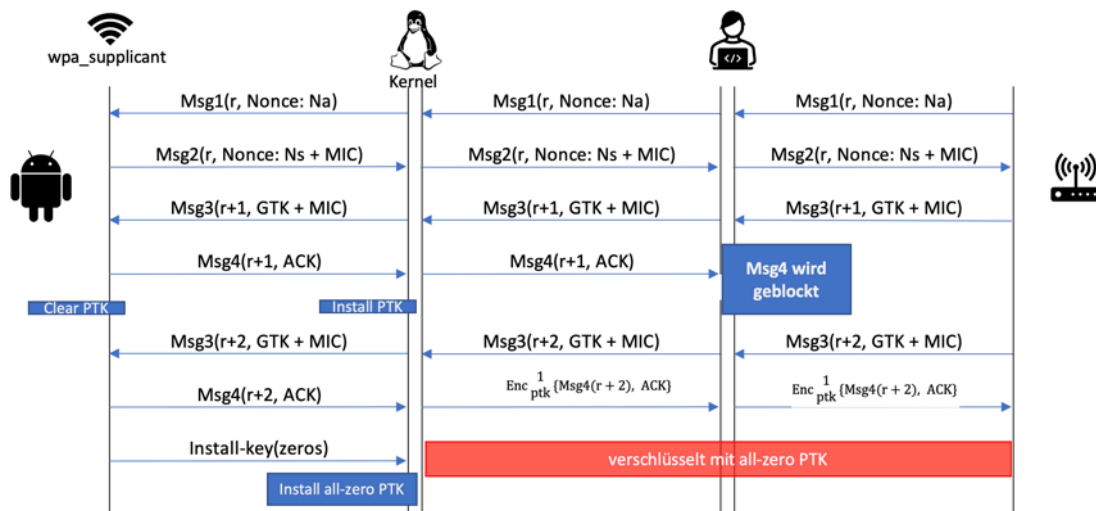 wpa_supplicant
Kernel
Msg1(r, Nonce: Na)
Msg1(r, Nonce: Na)
Msg1(r, Nonce: Na)
Msg2(r, Nonce: Ns + MIC)
Msg2(r, Nonce: Ns + MIC)
Msg2(r, Nonce: Ns + MIC)
Msg3(r+1, GTK + MIC)
Msg3(r+1, GTK + MIC)
Msg3(r+1, GTK + MIC)
Msg4(r+1, ACK)
Msg4(r+1, ACK)
Msg4 wird
geblockt
Clear PTK
Install PTK
Msg3(r+2, GTK + MIC)
Msg3(r+2, GTK + MIC)
Msg3(r+2, GTK + MIC)
Msg4(r+2, ACK)
Enc 1 ptk {Msg4(r + 2), ACK}
Enc 1 ptk {Msg4(r + 2), ACK}
Install-key(zeros)
verschlüsselt mit all-zero PTK
Install all-zero PTK